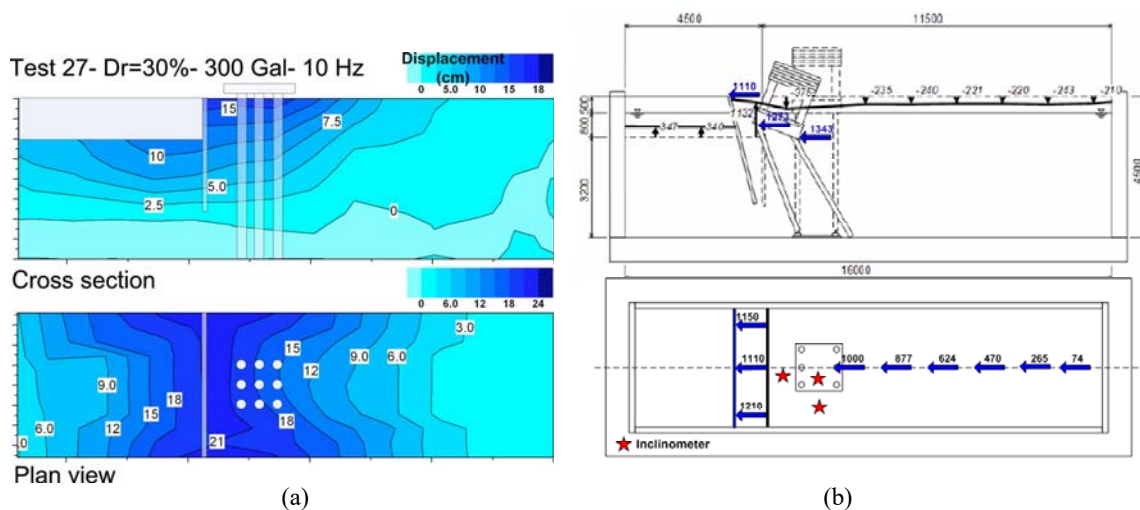 Test 27- Dr=30%- 300 Gal- 10 Hz
Displacement
(cm)
0 5.0 10 15 18
15
7.5
10
5.0
2.5
0
Cross section
0 6.0 12 18 24
3.0
15
9.0 6.0
12
9.0
18
15
18
12
6.0
21
Plan view
(a)
4500 11500
1110
-235 -240 -221 -220 -243 -210
1132
1273
1343
-347 -340
800
3200
16000
1150
1110 1000 877 624 470 265 74
1210
Inclinometer
(b)